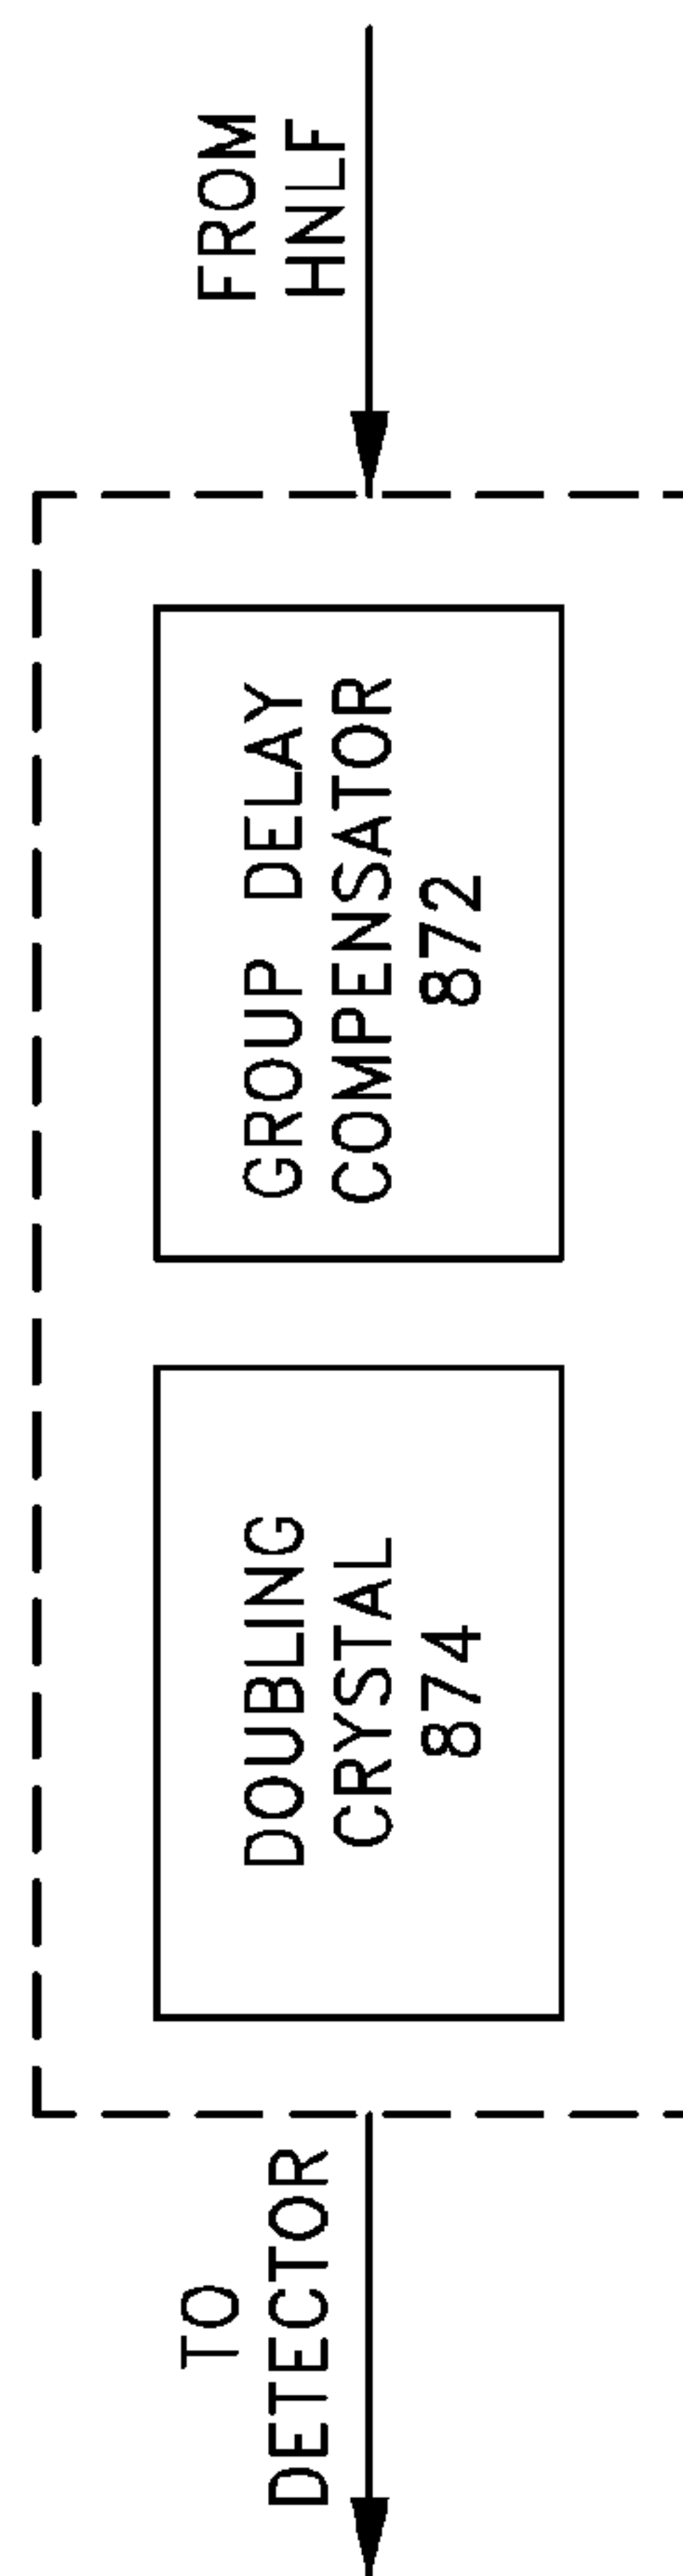 FROM
HNLF
GROUP DELAY
COMPENSATOR
872
DOUBLING
CRYSTAL
874
TO
DETECTOR